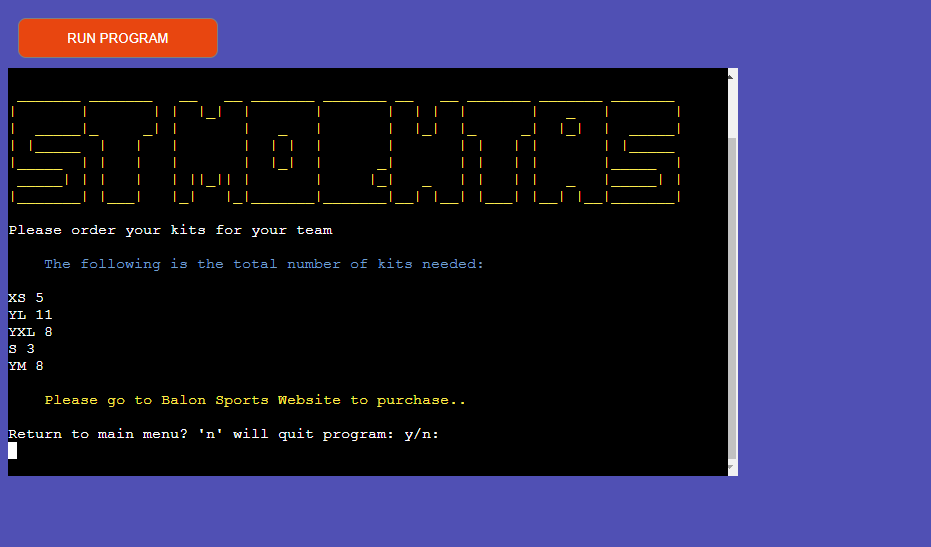 RUN PROGRAM
STMOCHTAS
Please order your kits for your team
The following is the total number of kits needed:
XS 5
YL 11
YXL 8
S 3
YM 8
Please go to Balon Sports Website to purchase..
Return to main menu? 'n' will quit program: y/n: